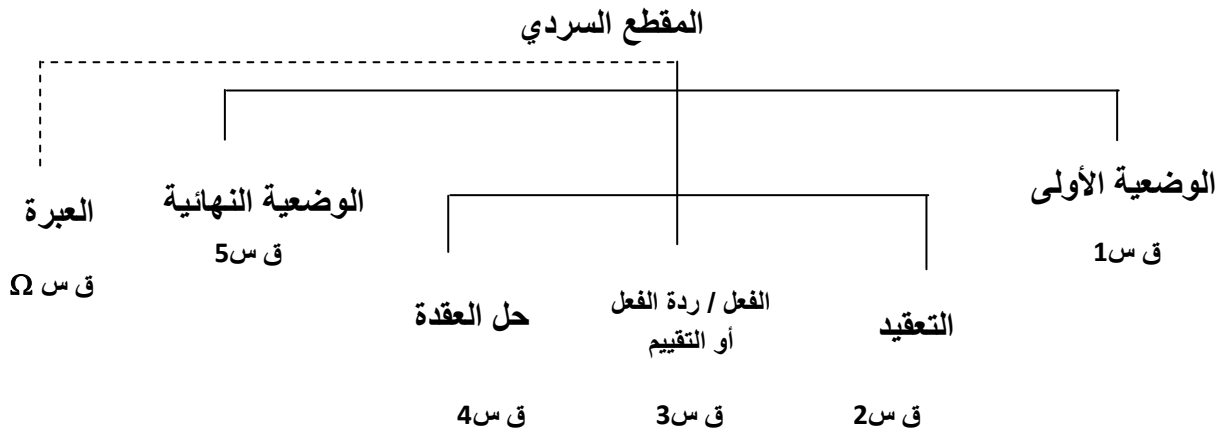 المقطع السردي
الوضعية الأولى
ق س1
الوضعية النهائية
ق س5
العبرة
ق س Ω
التعقيد
ق س2
الفعل / ردة الفعل
أو التقييم
ق س3
حل العقدة
ق س4